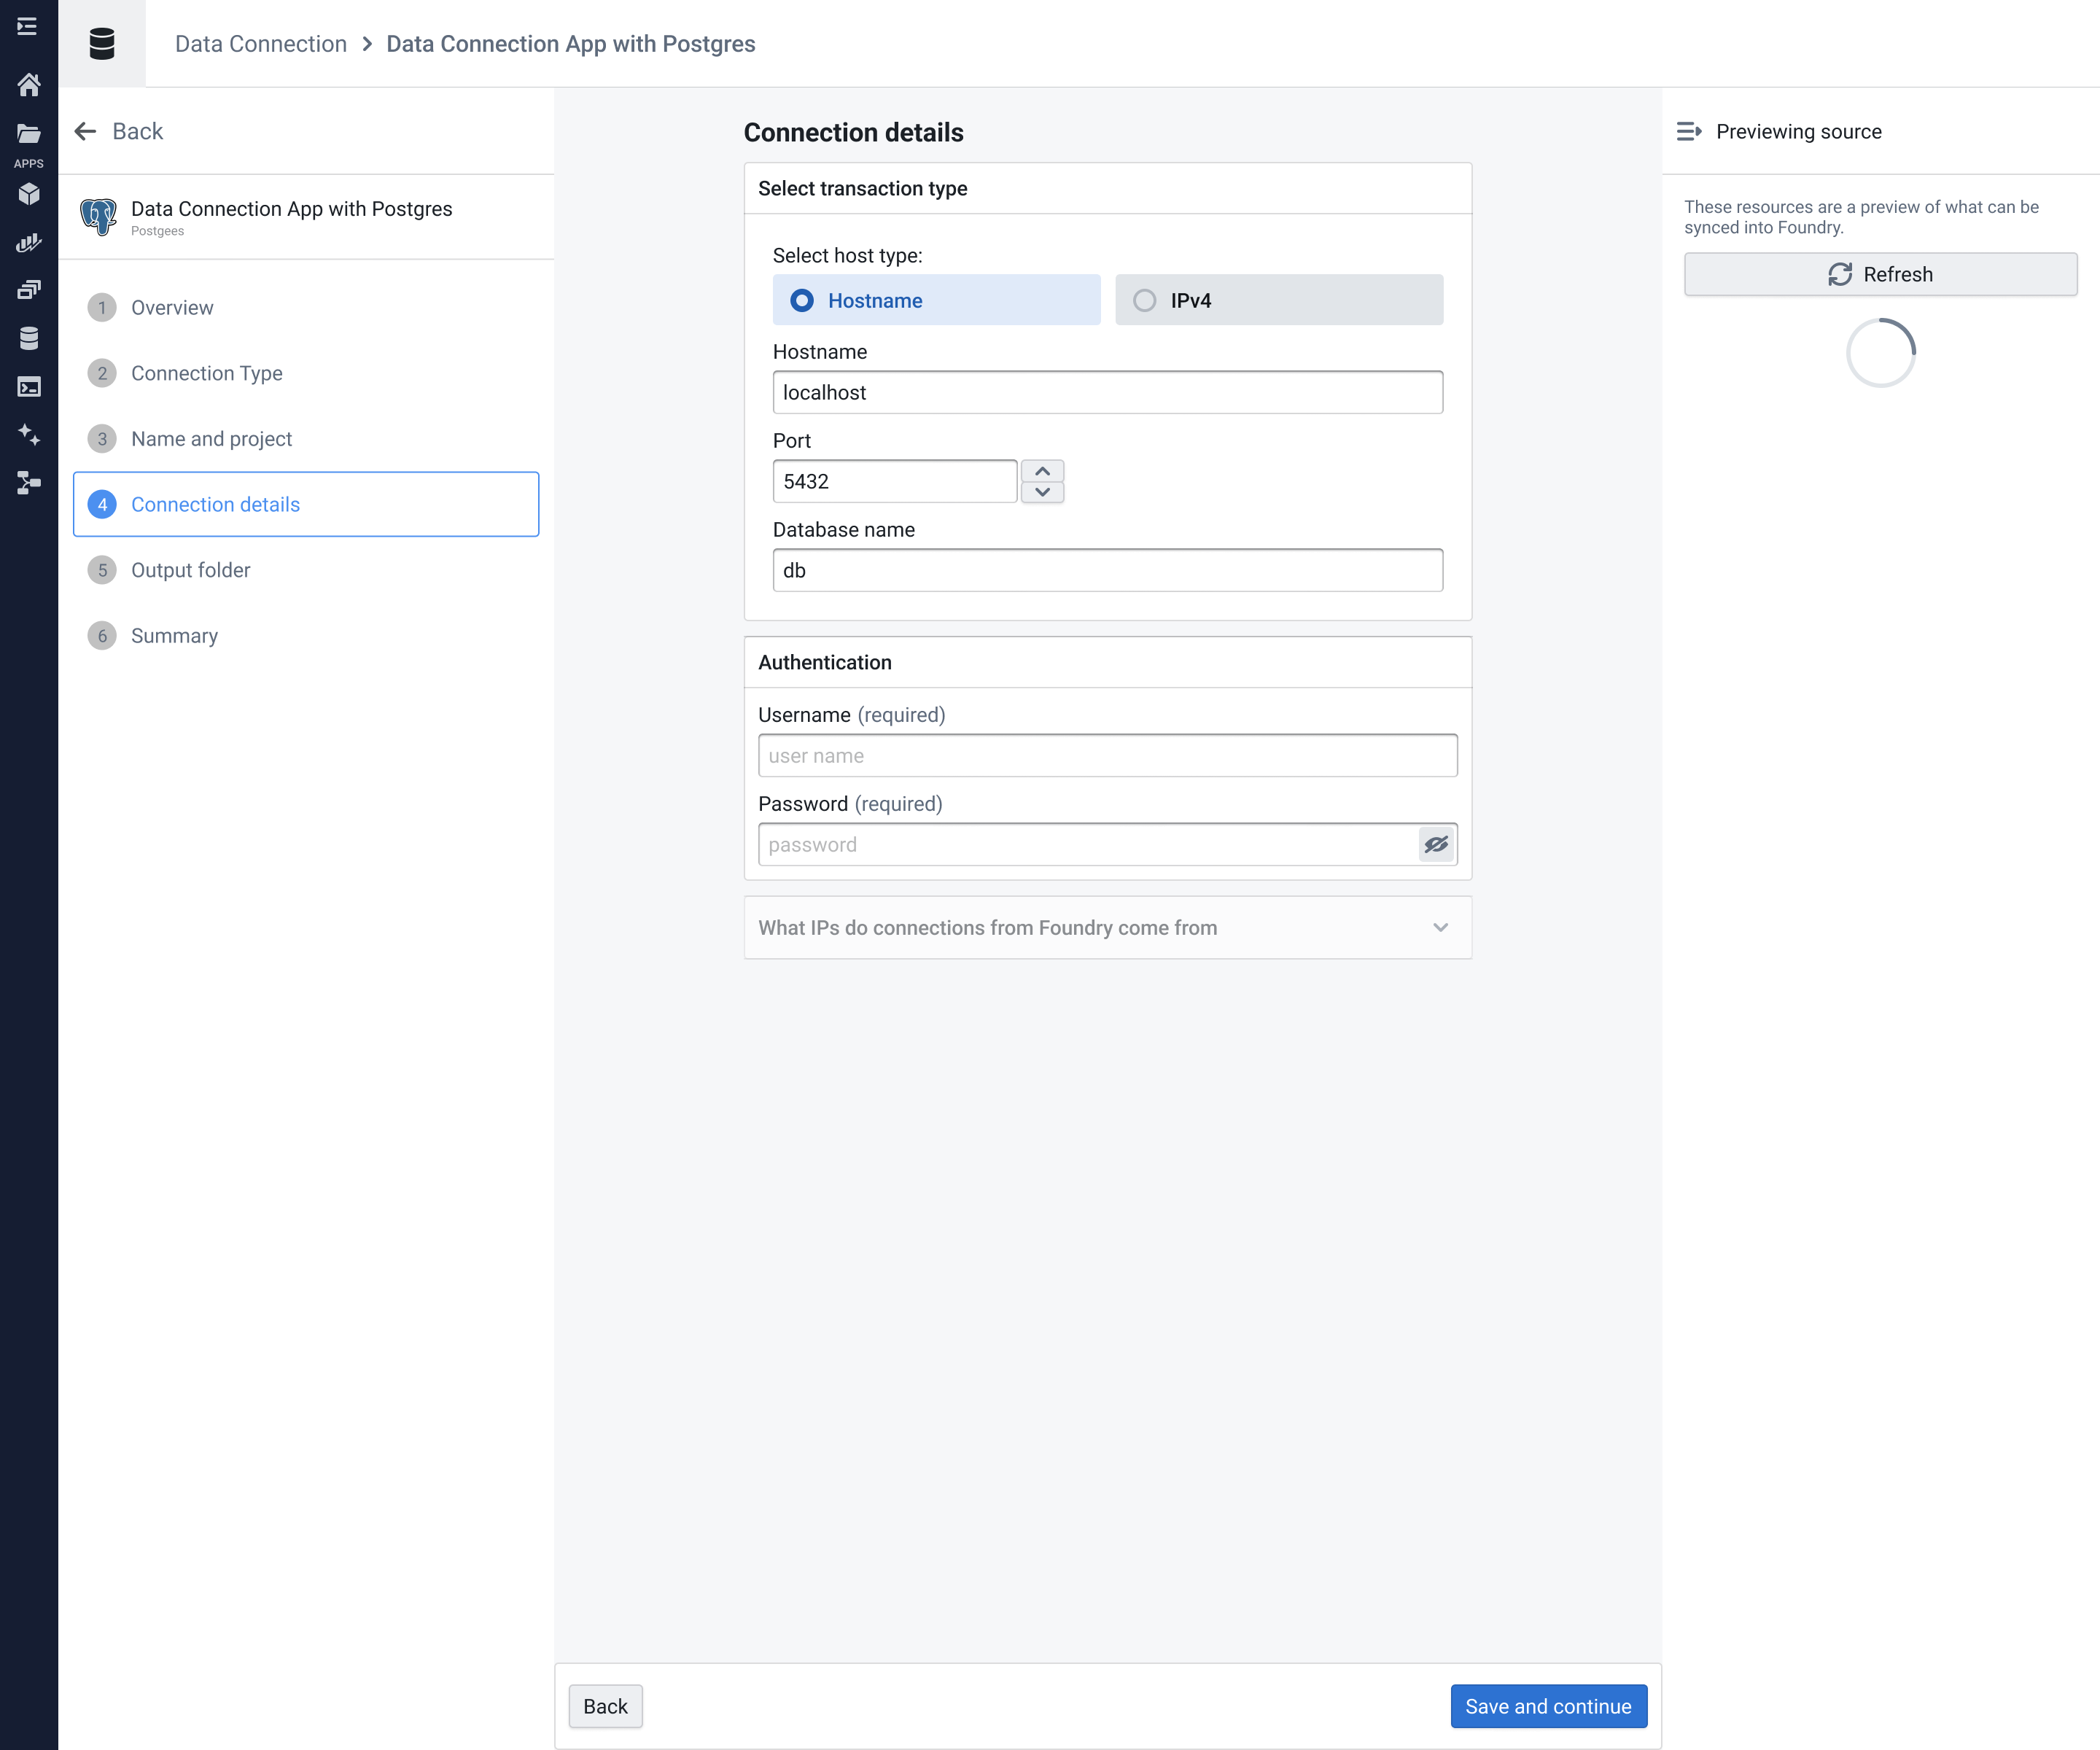 Data Connection > Data Connection App with Postgres
APPS
Back
Data Connection App with Postgres
Postgees
1 Overview
2 Connection Type
3 Name and project
4 Connection details
5 Output folder
6 Summary
Connection details
Select transaction type
Select host type:
Hostname
IPv4
Hostname
localhost
Port
5432
Database name
db
Authentication
Username (required)
user name
Password (required)
password
What IPs do connections from Foundry come from
Back
Save and continue
Previewing source
These resources are a preview of what can be
synced into Foundry.
Refresh